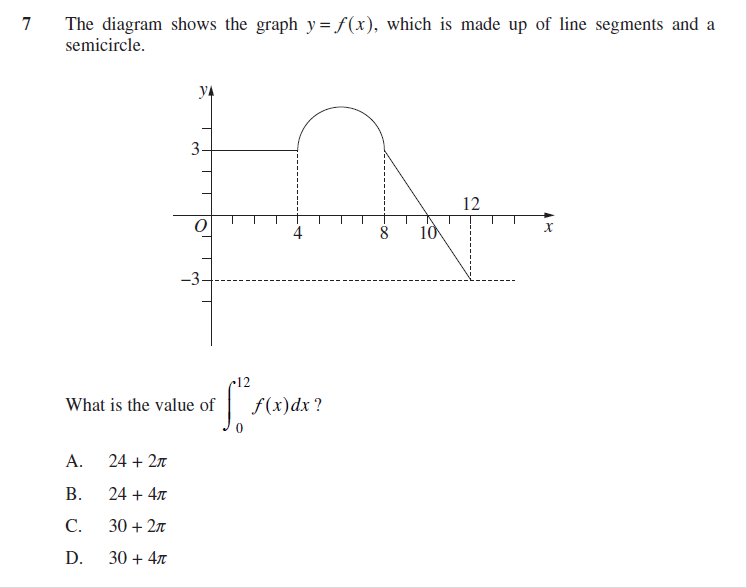 7 The diagram shows the graph y = f(x), which is made up of line segments and a
semicircle.
y
3
12
O 4 8 10 x
–3
What is the value of ∫₀¹² f(x) dx ?
A. 24 + 2π
B. 24 + 4π
C. 30 + 2π
D. 30 + 4π